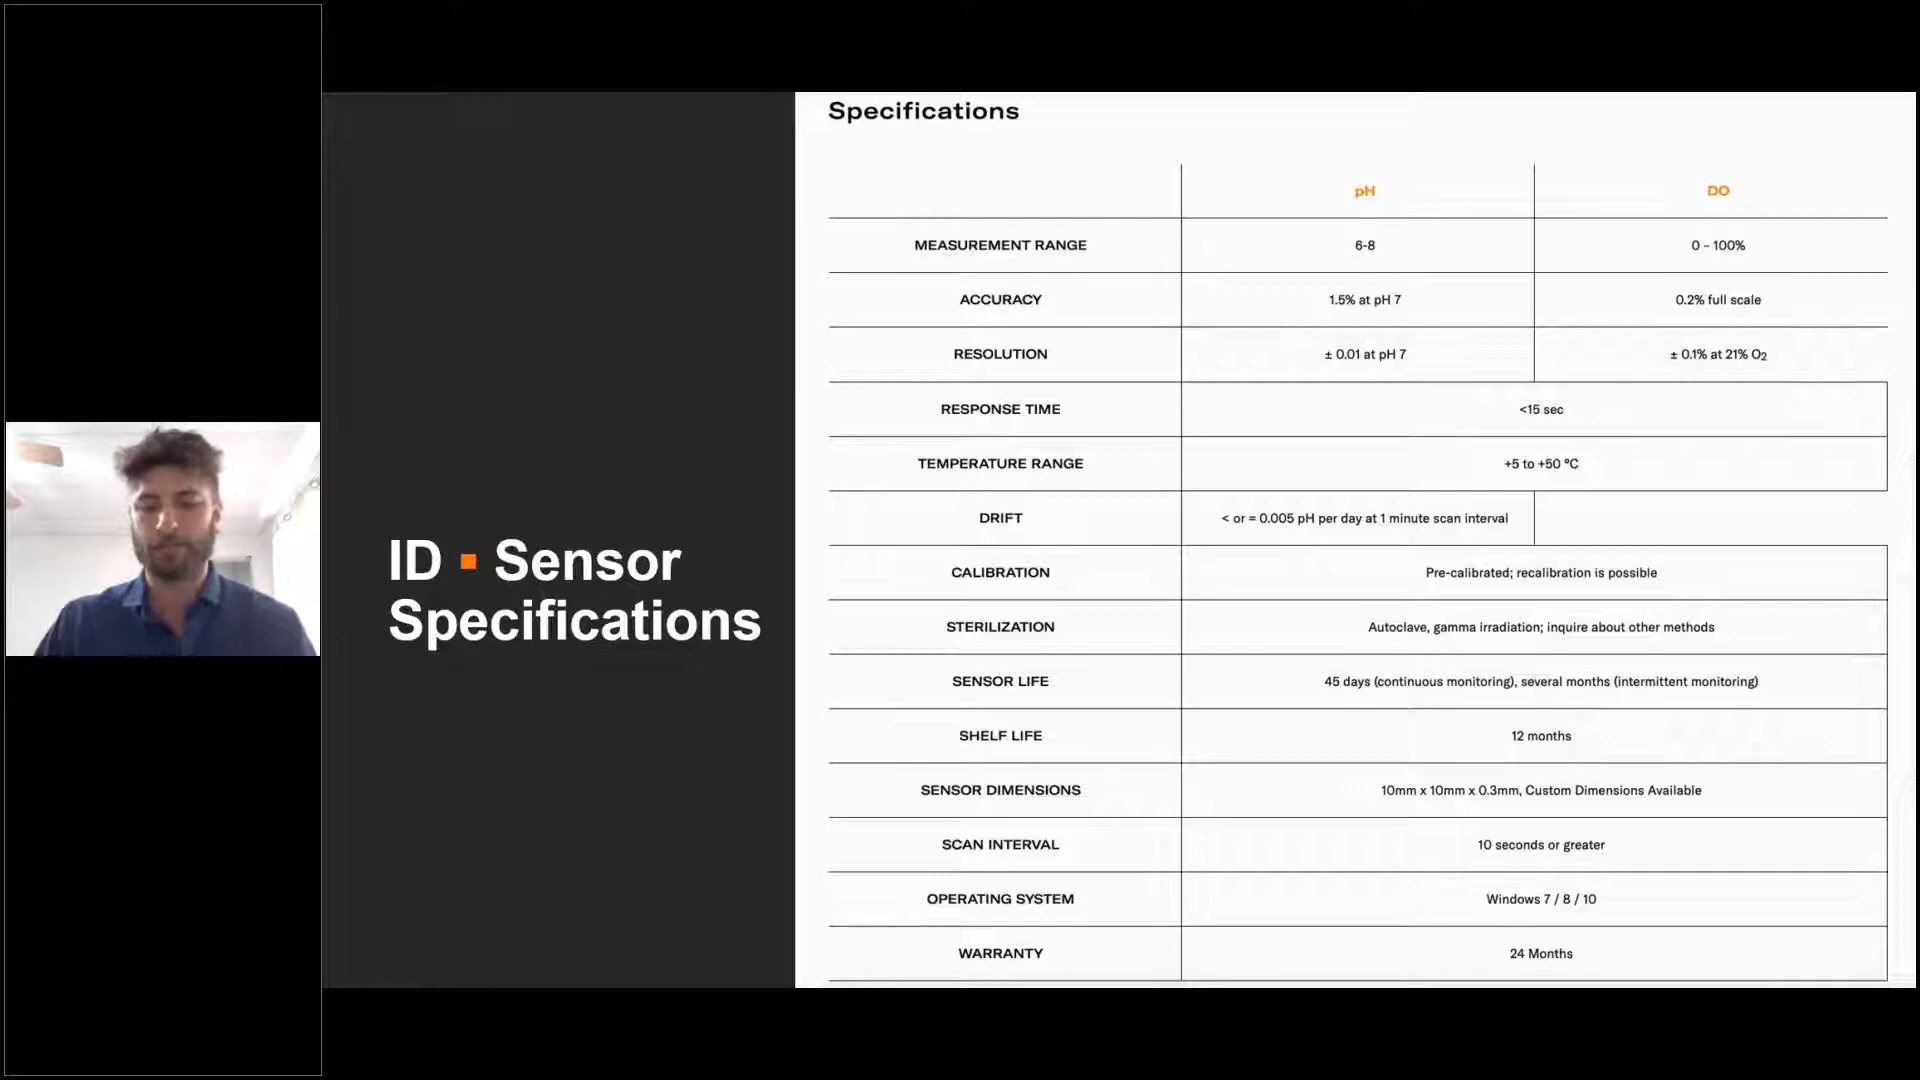 ID ▪ Sensor
Specifications
Specifications
pH DO
MEASUREMENT RANGE 6-8 0 - 100%
ACCURACY 1.5% at pH 7 0.2% full scale
RESOLUTION ± 0.01 at pH 7 ± 0.1% at 21% O₂
RESPONSE TIME <15 sec
TEMPERATURE RANGE +5 to +50 °C
DRIFT < or = 0.005 pH per day at 1 minute scan interval
CALIBRATION Pre-calibrated; recalibration is possible
STERILIZATION Autoclave, gamma irradiation; inquire about other methods
SENSOR LIFE 45 days (continuous monitoring), several months (intermittent monitoring)
SHELF LIFE 12 months
SENSOR DIMENSIONS 10mm x 10mm x 0.3mm, Custom Dimensions Available
SCAN INTERVAL 10 seconds or greater
OPERATING SYSTEM Windows 7 / 8 / 10
WARRANTY 24 Months